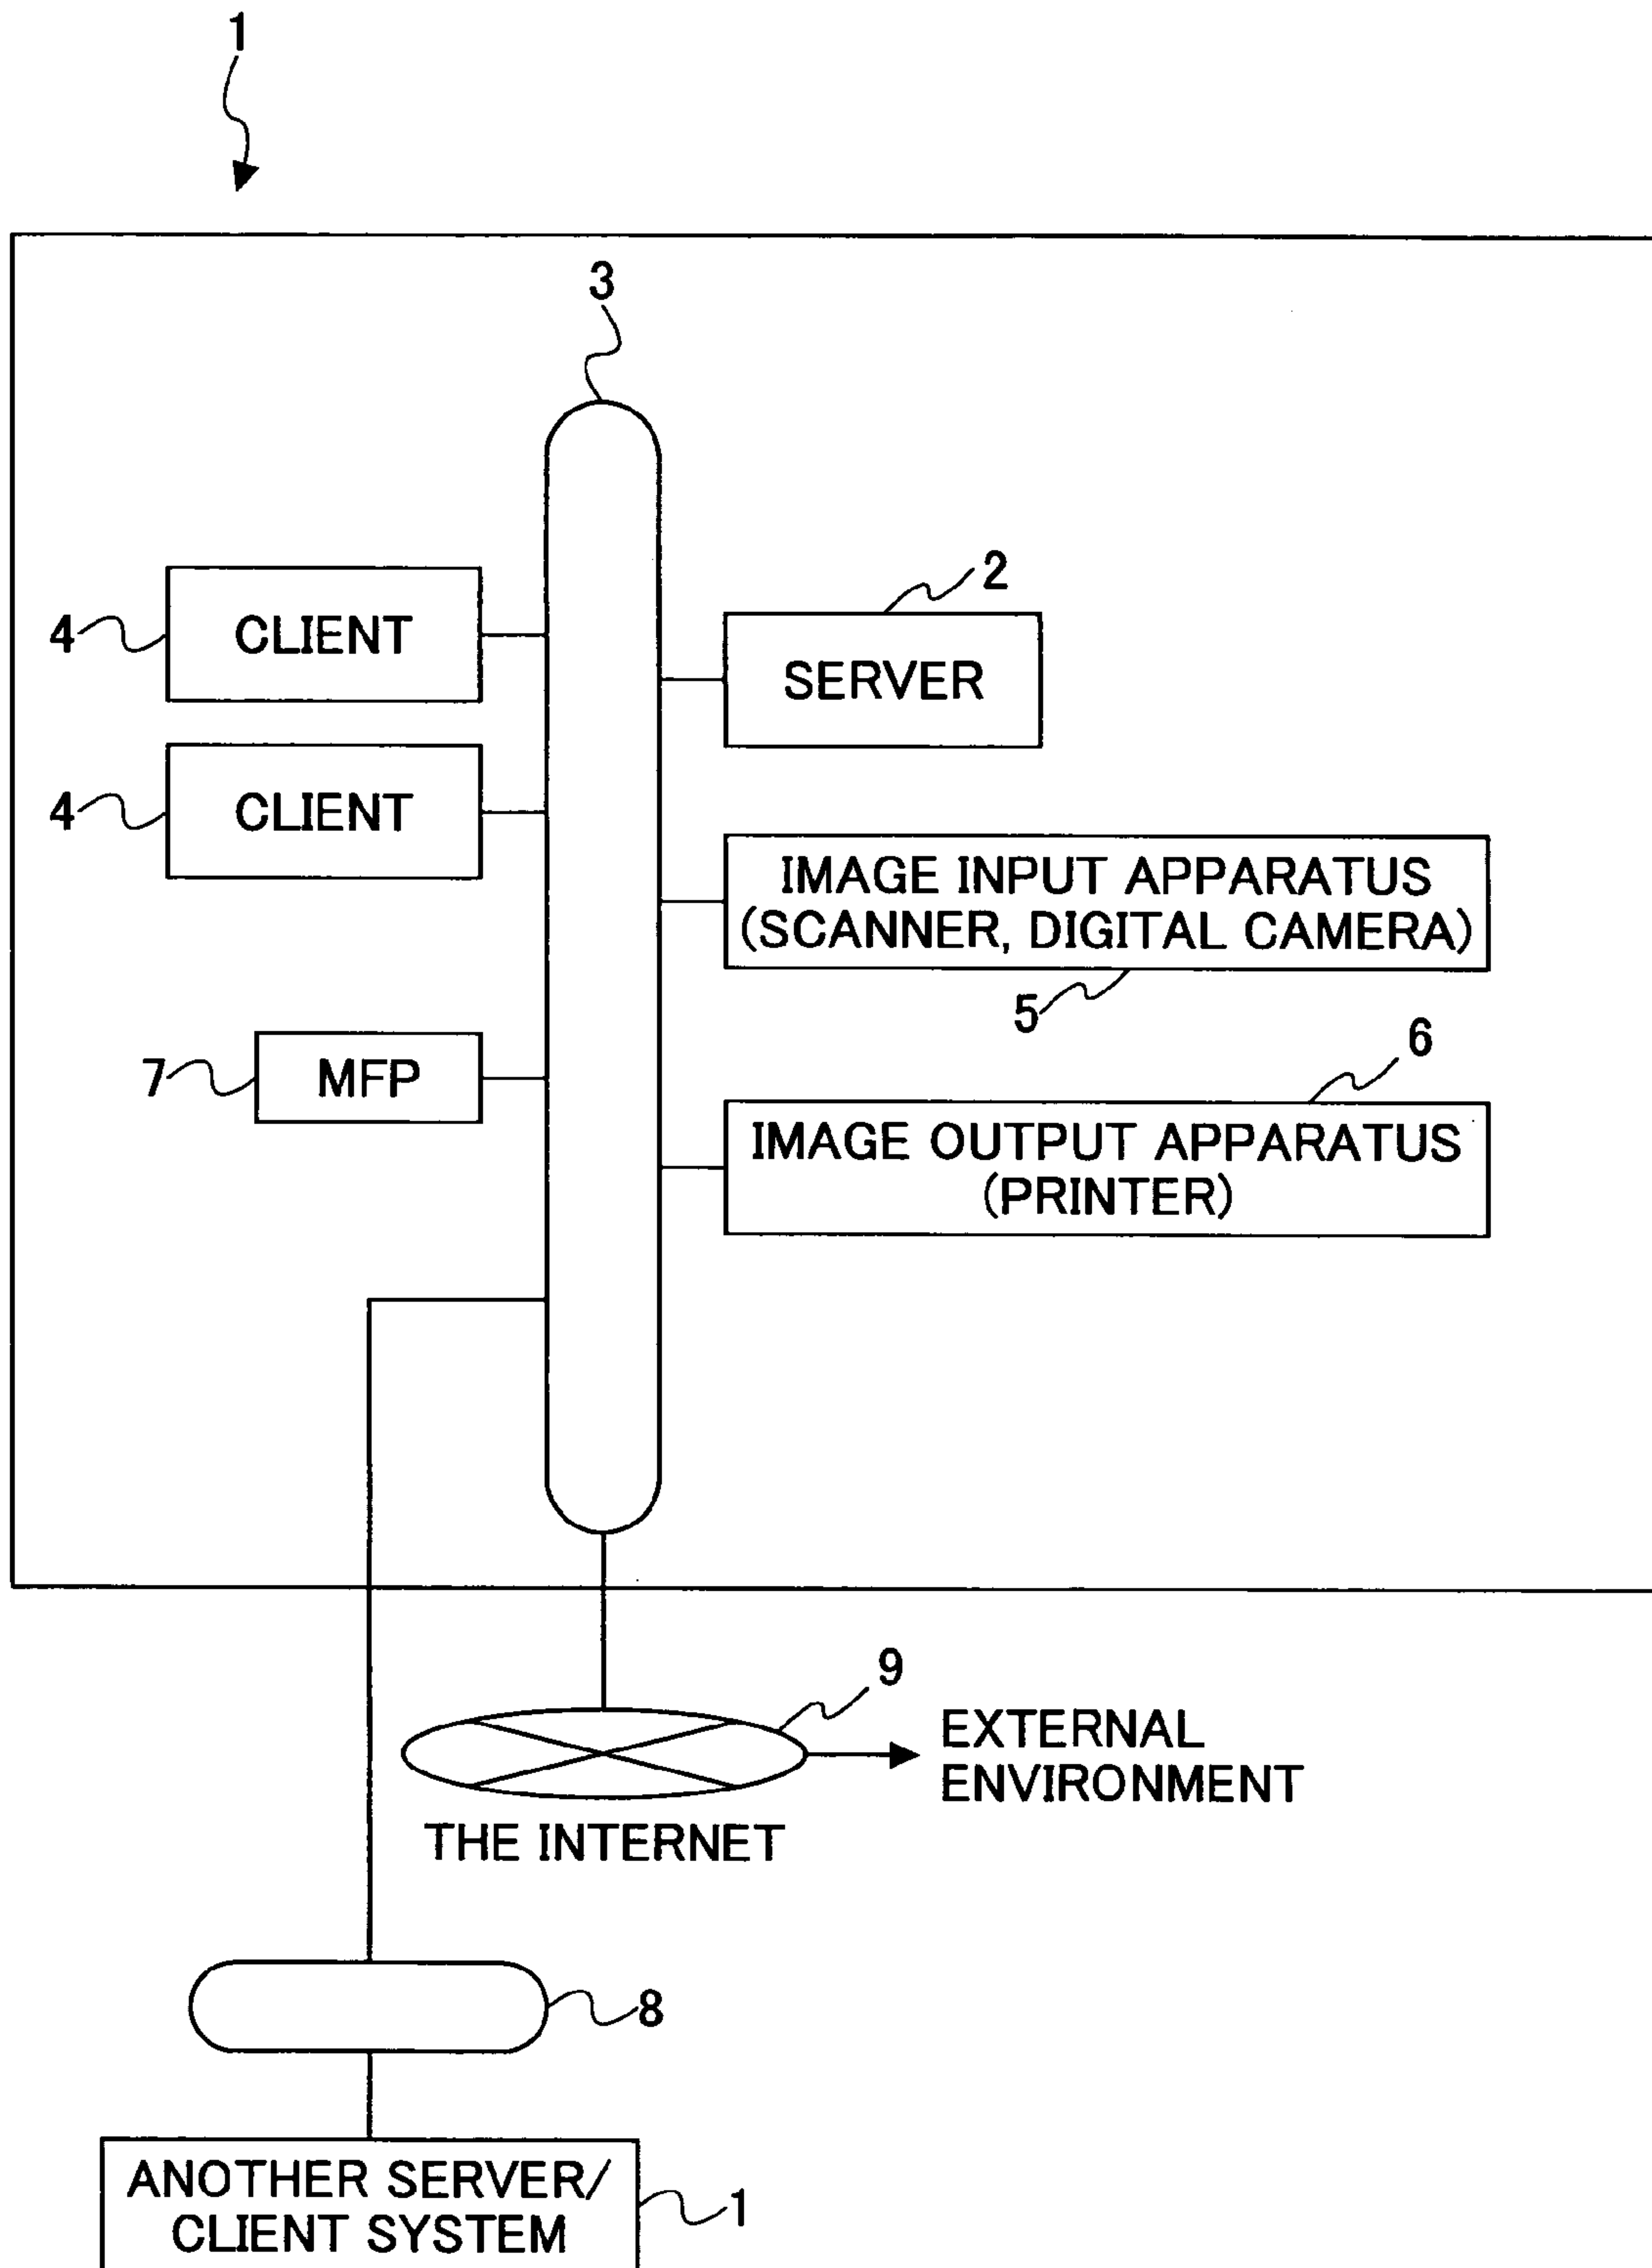 1
3
2
4
CLIENT
SERVER
4
CLIENT
IMAGE INPUT APPARATUS
(SCANNER, DIGITAL CAMERA)
5
6
7
MFP
IMAGE OUTPUT APPARATUS
(PRINTER)
9
EXTERNAL
ENVIRONMENT
THE INTERNET
8
ANOTHER SERVER/
CLIENT SYSTEM
1